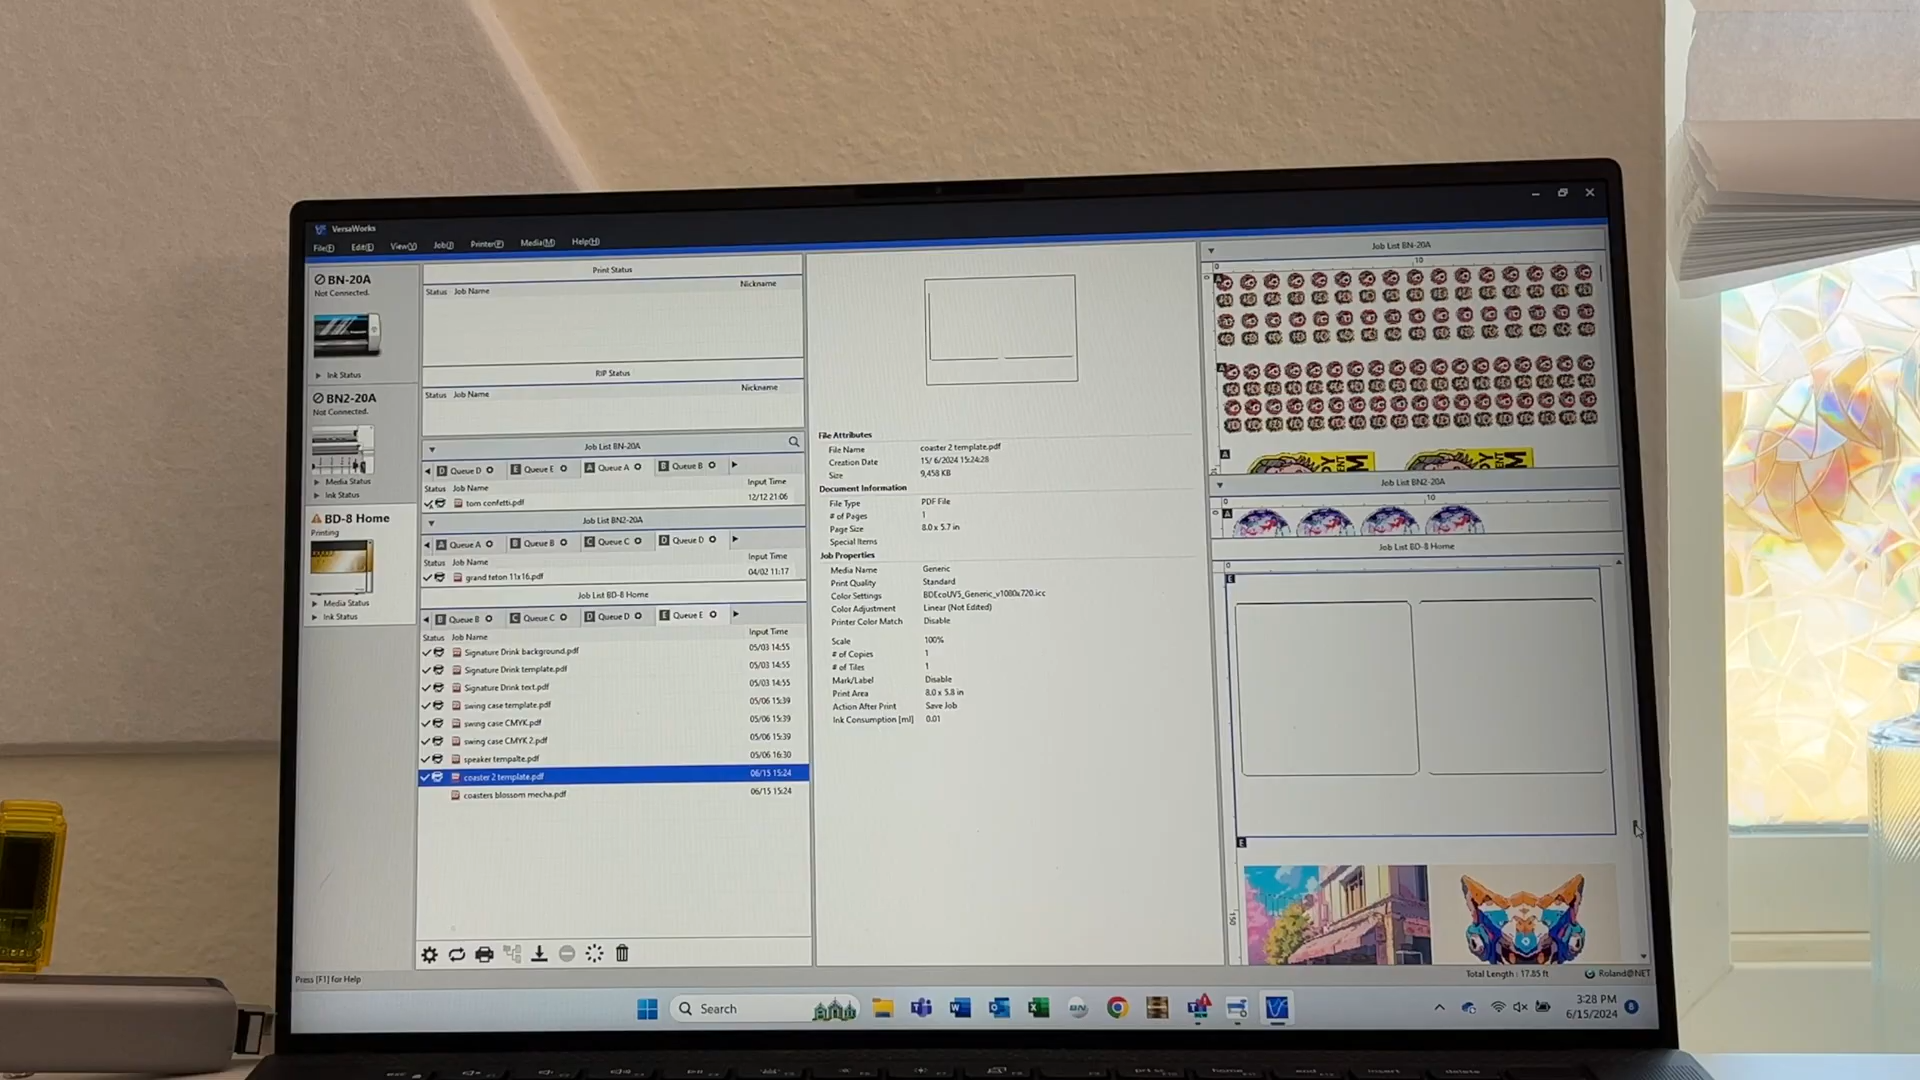 VersaWorks
File(F) Edit(E) View(V) Job(J) Printer(P) Media(M) Help(H)
BN-20A
Not Connected.
Ink Status
BN2-20A
Not Connected.
Media Status
Ink Status
BD-8 Home
Printing
Media Status
Ink Status
Print Status
Status Job Name Nickname
RIP Status
Status Job Name Nickname
Job List BN-20A
D Queue D E Queue E A Queue A B Queue B
Status Job Name Input Time
tom confetti.pdf 12/12 21:06
Job List BN2-20A
A Queue A B Queue B C Queue C D Queue D
Status Job Name Input Time
grand teton 11x16.pdf 04/02 11:17
Job List BD-8 Home
B Queue B C Queue C D Queue D E Queue E
Status Job Name Input Time
Signature Drink background.pdf 05/03 14:55
Signature Drink template.pdf 05/03 14:55
Signature Drink text.pdf 05/03 14:55
swing case template.pdf 05/06 15:39
swing case CMYK.pdf 05/06 15:39
swing case CMYK 2.pdf 05/06 15:39
speaker tempalte.pdf 05/06 16:30
coaster 2 template.pdf 06/15 15:24
coasters blossom mecha.pdf 06/15 15:24
File Attributes
File Name coaster 2 template.pdf
Creation Date 15/ 6/2024 15:24:28
Size 9,458 KB
Document Information
File Type PDF File
# of Pages 1
Page Size 8.0 x 5.7 in
Special Items
Job Properties
Media Name Generic
Print Quality Standard
Color Settings BDEcoUV5_Generic_v1080x720.icc
Color Adjustment Linear (Not Edited)
Printer Color Match Disable
Scale 100%
# of Copies 1
# of Tiles 1
Mark/Label Disable
Print Area 8.0 x 5.8 in
Action After Print Save Job
Ink Consumption [ml] 0.01
Job List BN-20A
0 10
A
A
A
Job List BN2-20A
0 10
A
Job List BD-8 Home
0
E
E
150
Press [F1] for Help
Total Length : 17.85 ft Roland@NET
Search
3:28 PM
6/15/2024